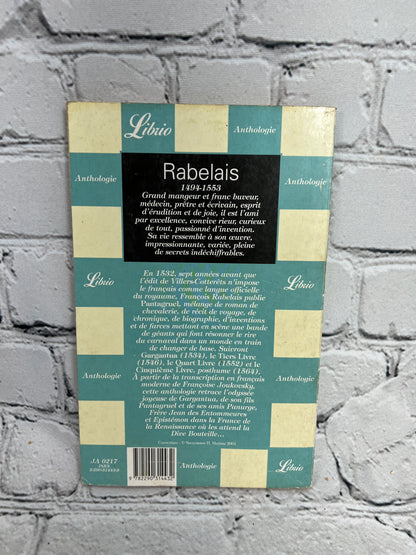 Librio
Anthologie
Anthologie
Rabelais
1494-1553
Grand mangeur et franc buveur,
médecin, prêtre et écrivain, esprit
d'érudition et de joie, il est l'ami
par excellence, convive rieur, curieux
de tout, passionné d'invention.
Sa vie ressemble à son œuvre,
impressionnante, variée, pleine
de secrets indéchiffrables.
Librio
Librio
En 1532, sept années avant que
l'édit de Villers-Cotterêts n'impose
le français comme langue officielle
du royaume, François Rabelais publie
Pantagruel, mélange de roman de
chevalerie, de récit de voyage, de
chronique, de biographie, d'inventions
et de farces mettant en scène une bande
de géants qui font résonner le rire
du carnaval dans un monde en train
de changer de base. Suivront
Gargantua (1534), le Tiers Livre
(1546), le Quart Livre (1552) et le
Cinquième Livre, posthume (1564).
À partir de la transcription en français
moderne de Françoise Joukovsky,
cette anthologie retrace l'odyssée
joyeuse de Gargantua, de son fils
Pantagruel et de ses amis Panurge,
Frère Jean des Entommeures
et Epistémon dans la France de
la Renaissance où les attend la
Dive Bouteille...
Anthologie
Anthologie
JA 0217
ISBN
2290314463
9 782290 314432
Anthologie
Librio